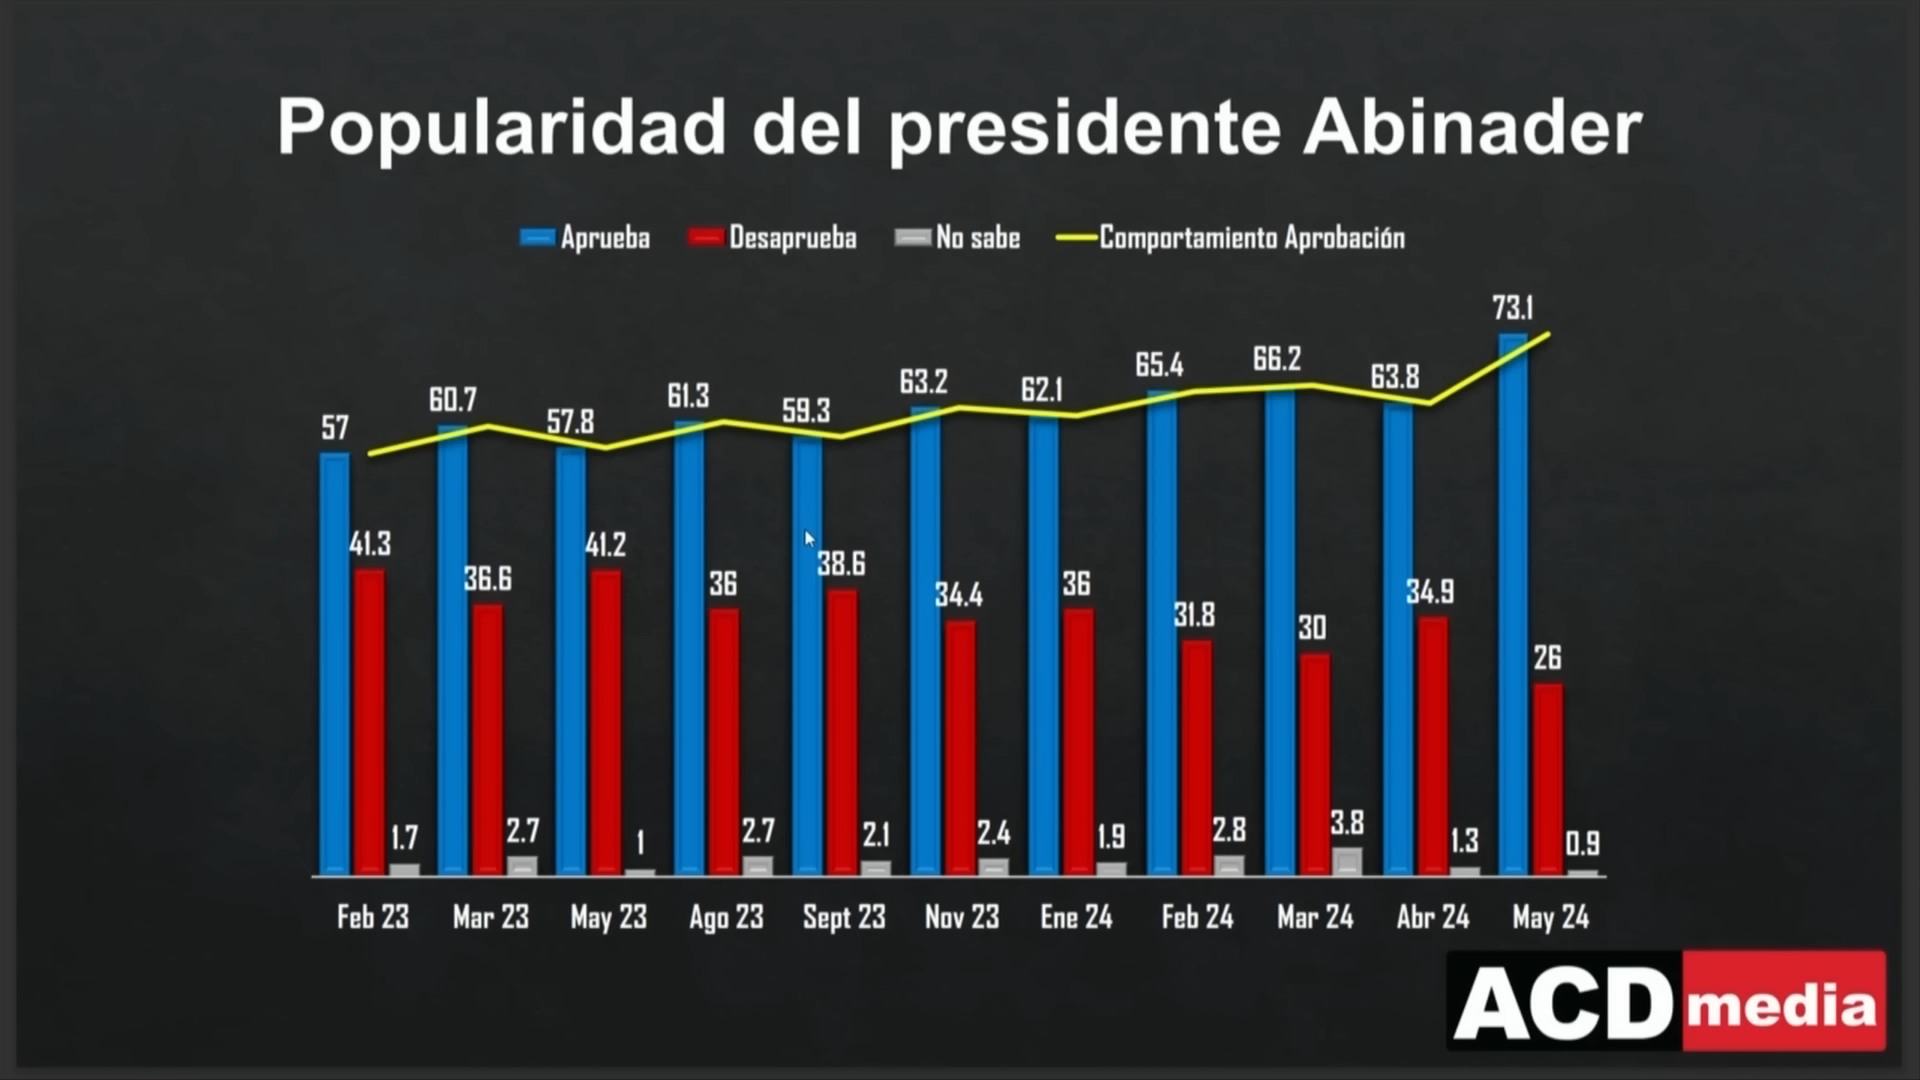 Popularidad del presidente Abinader
Aprueba Desaprueba No sabe Comportamiento Aprobación
57 60.7 57.8 61.3 59.3 63.2 62.1 65.4 66.2 63.8 73.1
41.3 36.6 41.2 36 38.6 34.4 36 31.8 30 34.9 26
1.7 2.7 1 2.7 2.1 2.4 1.9 2.8 3.8 1.3 0.9
Feb 23 Mar 23 May 23 Ago 23 Sept 23 Nov 23 Ene 24 Feb 24 Mar 24 Abr 24 May 24
ACD media